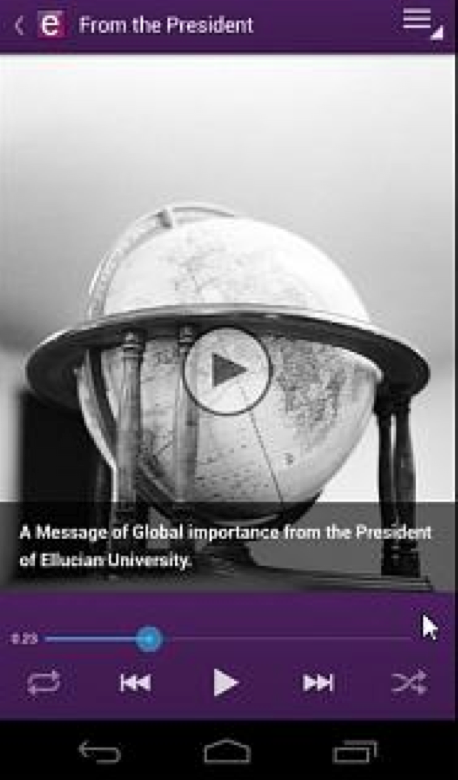 e From the President
A Message of Global importance from the President
of Ellucian University.
0:23